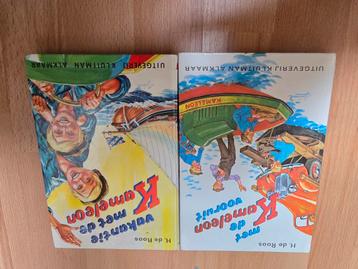 H. de Roos
vakantie
met de
Kameleon
UITGEVERIJ KLUITMAN ALKMAAR
H. de Roos
met
de
Kameleon
vooruit
KAMELEON
UITGEVERIJ KLUITMAN ALKMAAR